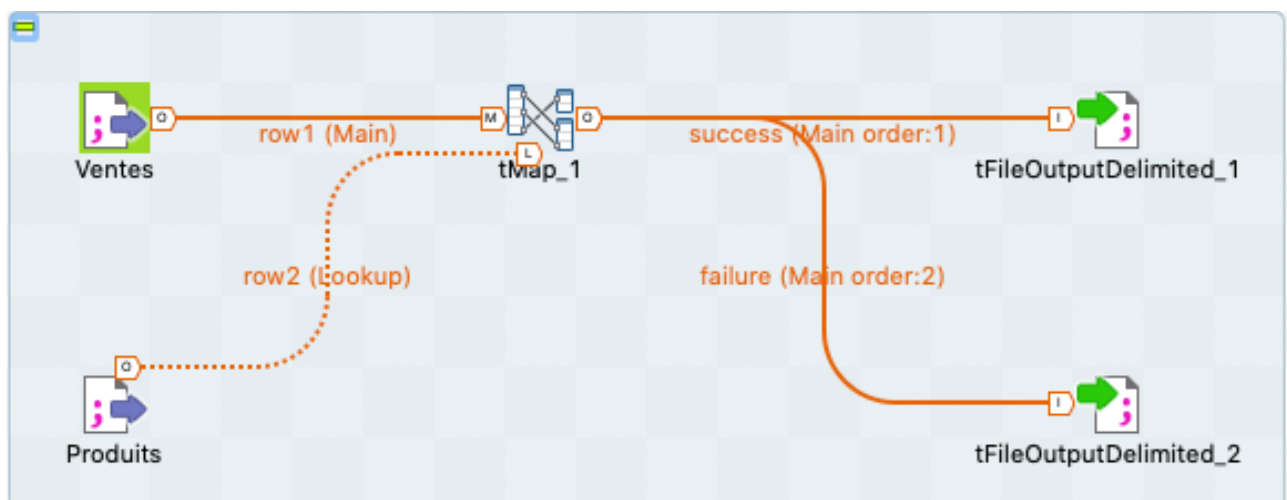 O
M
O
I
row1 (Main)
success (Main order:1)
L
Ventes
tMap_1
tFileOutputDelimited_1
row2 (Lookup)
failure (Main order:2)
O
I
Produits
tFileOutputDelimited_2